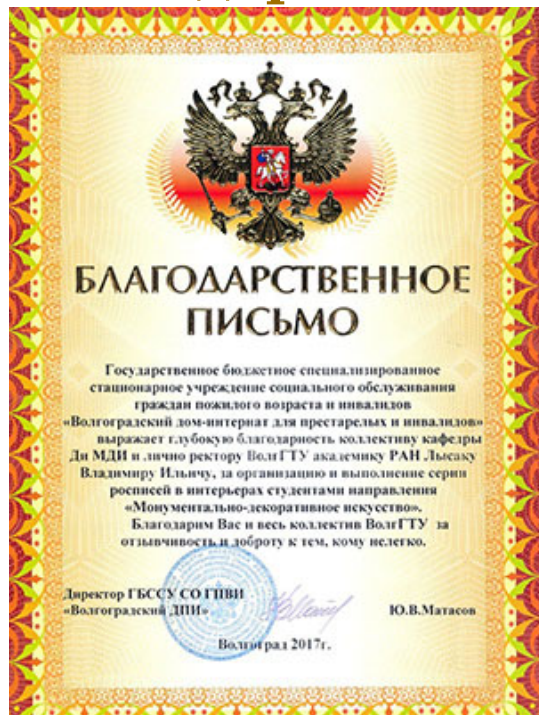 БЛАГОДАРСТВЕННОЕ
ПИСЬМО
Государственное бюджетное специализированное
стационарное учреждение социального обслуживания
граждан пожилого возраста и инвалидов
«Волгоградский дом-интернат для престарелых и инвалидов»
выражает глубокую благодарность коллективу кафедры
Ди МДИ и лично ректору ВолгГТУ академику РАН Лысаку
Владимиру Ильичу, за организацию и выполнение серии
росписей в интерьерах студентами направления
«Монументально-декоративное искусство».
Благодарим Вас и весь коллектив ВолгГТУ за
отзывчивость и доброту к тем, кому нелегко.
Директор ГБССУ СО ГПВИ
«Волгоградский ДПИ»
Ю.В.Матасов
Волгоград 2017г.